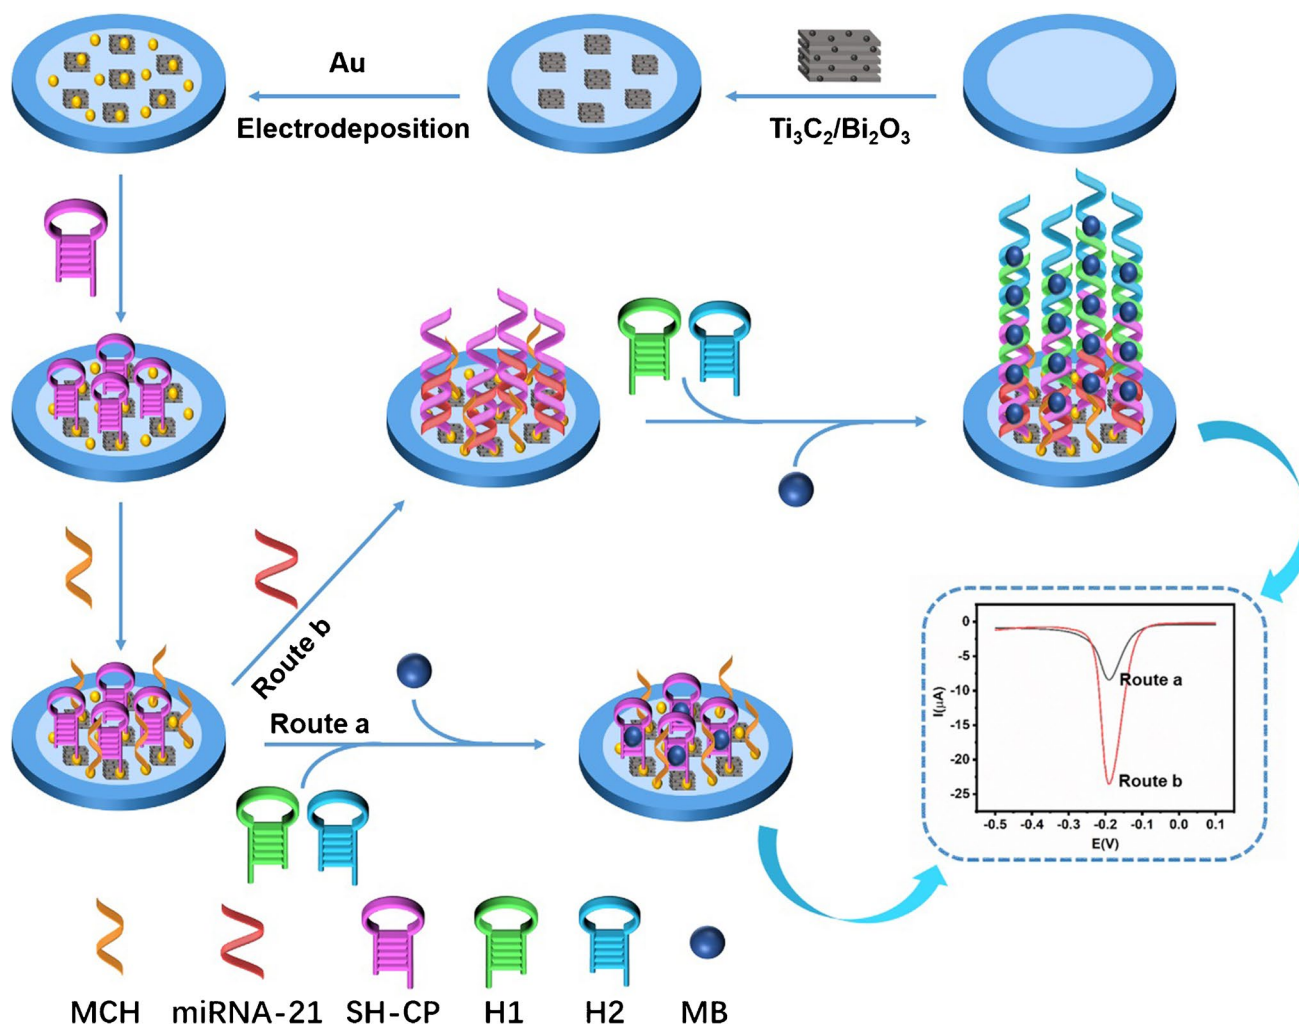 Au
Electrodeposition
Ti₃C₂/Bi₂O₃
Route b
Route a
0
-5
-10
-15
-20
-25
I(μA)
Route a
Route b
-0.5 -0.4 -0.3 -0.2 -0.1 0.0 0.1
E(V)
MCH miRNA-21 SH-CP H1 H2 MB